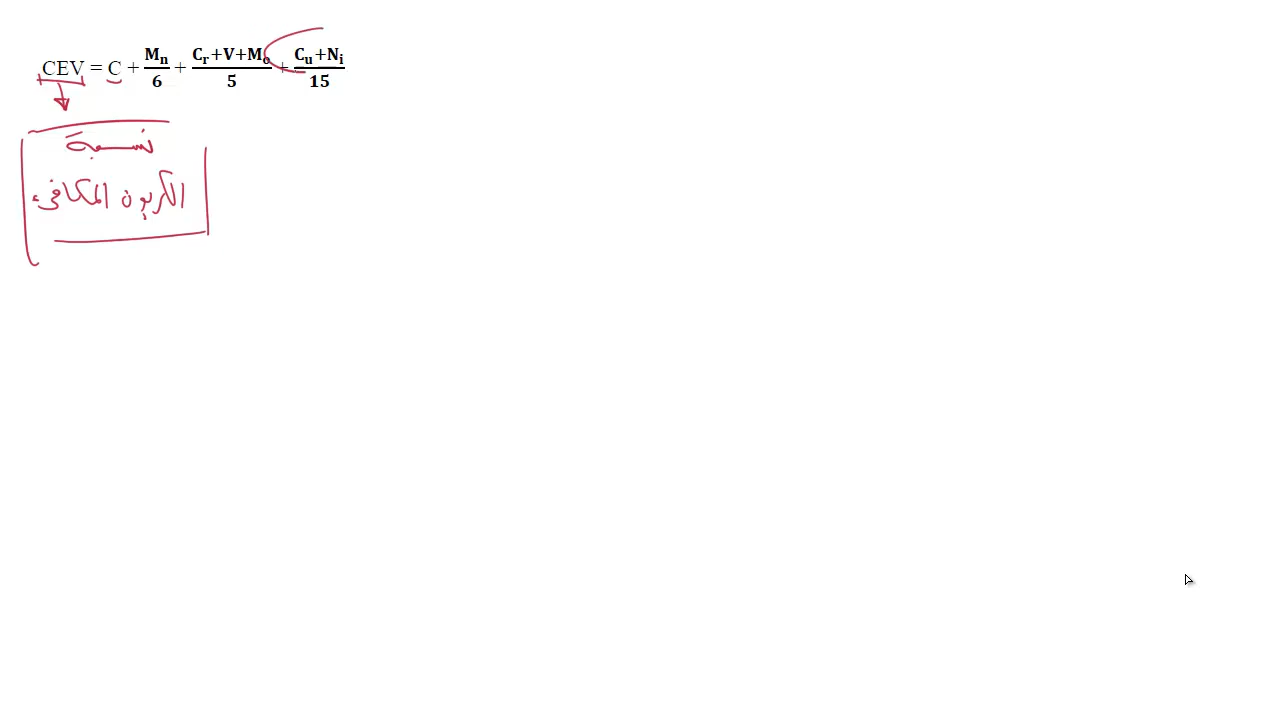 CEV = C + Mn/6 + Cr+V+Mo/5 + Cu+Ni/15
نسبة
الكربون المكافئ